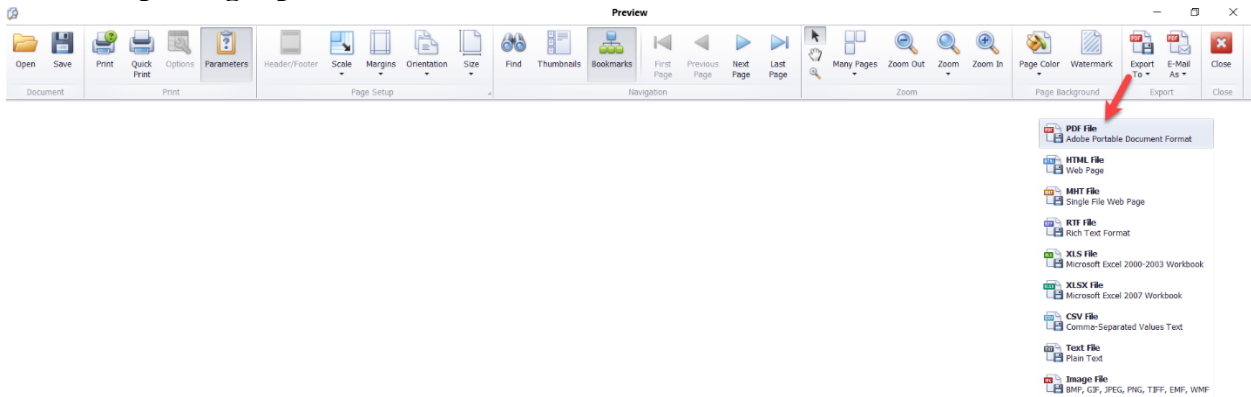 Preview
Open
Save
Print
Quick
Print
Options
Parameters
Header/Footer
Scale
Margins
Orientation
Size
Find
Thumbnails
Bookmarks
First
Page
Previous
Page
Next
Page
Last
Page
Many Pages
Zoom Out
Zoom
Zoom In
Page Color
Watermark
Export
To
E-Mail
As
Close
Document
Print
Page Setup
Navigation
Zoom
Page Background
Export
Close
PDF File
Adobe Portable Document Format
HTML File
Web Page
MHT File
Single File Web Page
RTF File
Rich Text Format
XLS File
Microsoft Excel 2000-2003 Workbook
XLSX File
Microsoft Excel 2007 Workbook
CSV File
Comma-Separated Values Text
Text File
Plain Text
Image File
BMP, GIF, JPEG, PNG, TIFF, EMF, WMF